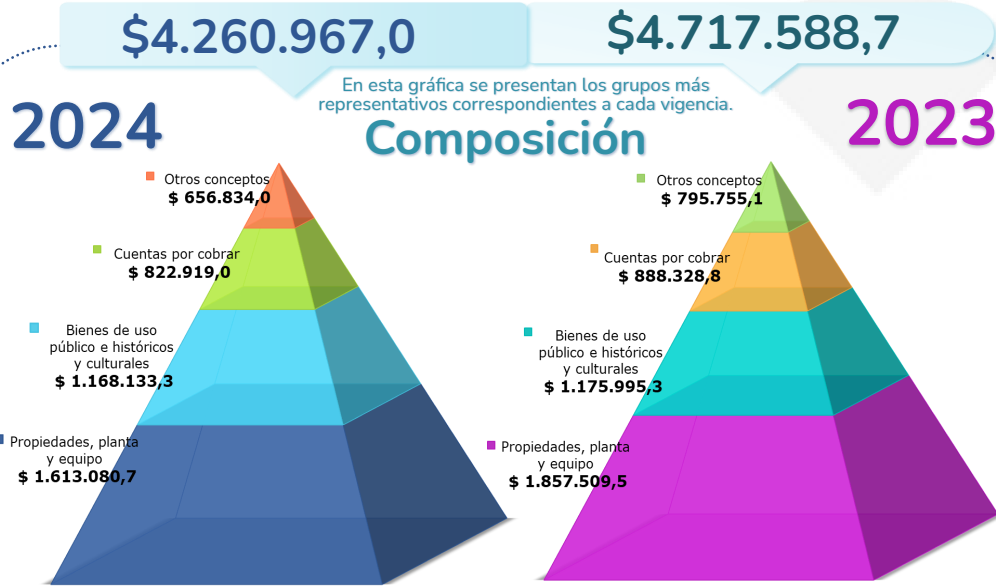 $4.260.967,0
$4.717.588,7
En esta gráfica se presentan los grupos más
representativos correspondientes a cada vigencia.
2024
Composición
2023
Otros conceptos
$ 656.834,0
Cuentas por cobrar
$ 822.919,0
Bienes de uso
público e históricos
y culturales
$ 1.168.133,3
Propiedades, planta
y equipo
$ 1.613.080,7
Otros conceptos
$ 795.755,1
Cuentas por cobrar
$ 888.328,8
Bienes de uso
público e históricos
y culturales
$ 1.175.995,3
Propiedades, planta
y equipo
$ 1.857.509,5